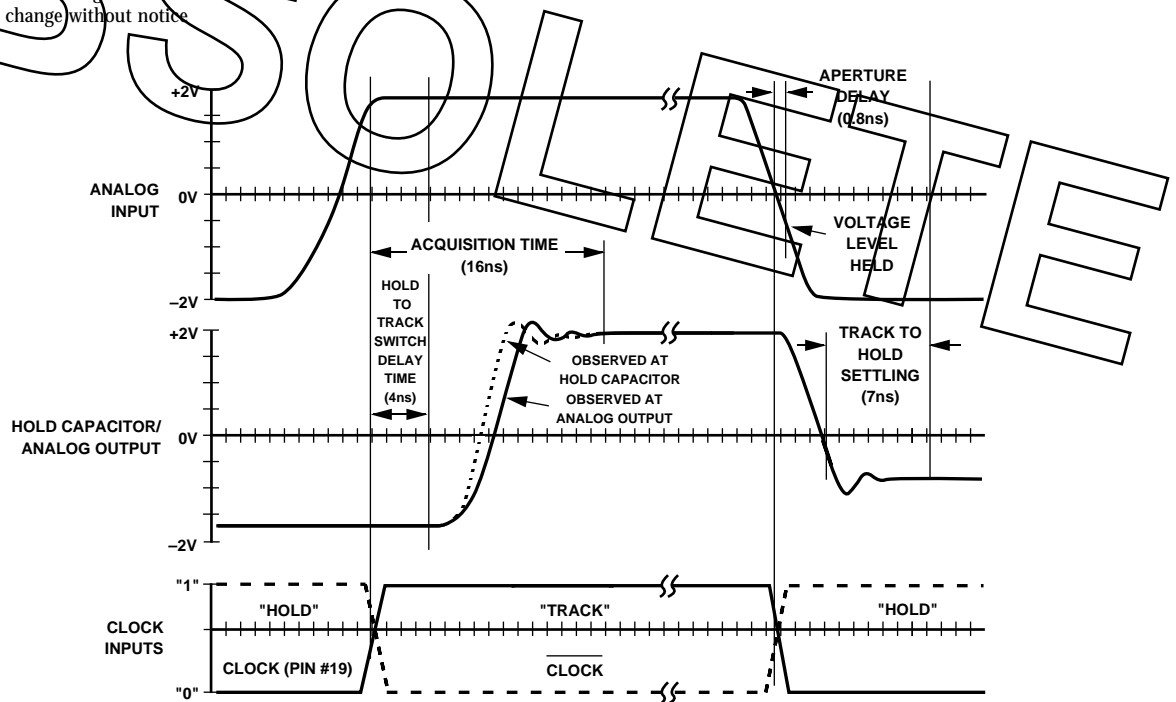 change without notice
OBSOLETE
APERTURE
DELAY
(0.8ns)
+2V
ANALOG
INPUT
0V
VOLTAGE
LEVEL
HELD
ACQUISITION TIME
(16ns)
–2V
HOLD
TO
TRACK
SWITCH
DELAY
TIME
(4ns)
+2V
TRACK TO
HOLD
SETTLING
(7ns)
OBSERVED AT
HOLD CAPACITOR
OBSERVED AT
ANALOG OUTPUT
HOLD CAPACITOR/
ANALOG OUTPUT
0V
–2V
"1"
"HOLD"
"TRACK"
"HOLD"
CLOCK
INPUTS
CLOCK (PIN #19)
CLOCK
"0"